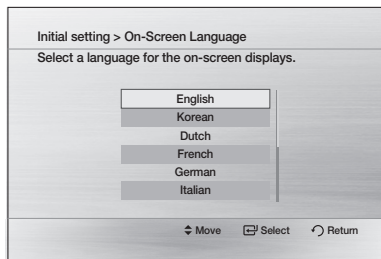 Initial setting > On-Screen Language
Select a language for the on-screen displays.
English
Korean
Dutch
French
German
Italian
Move Select Return